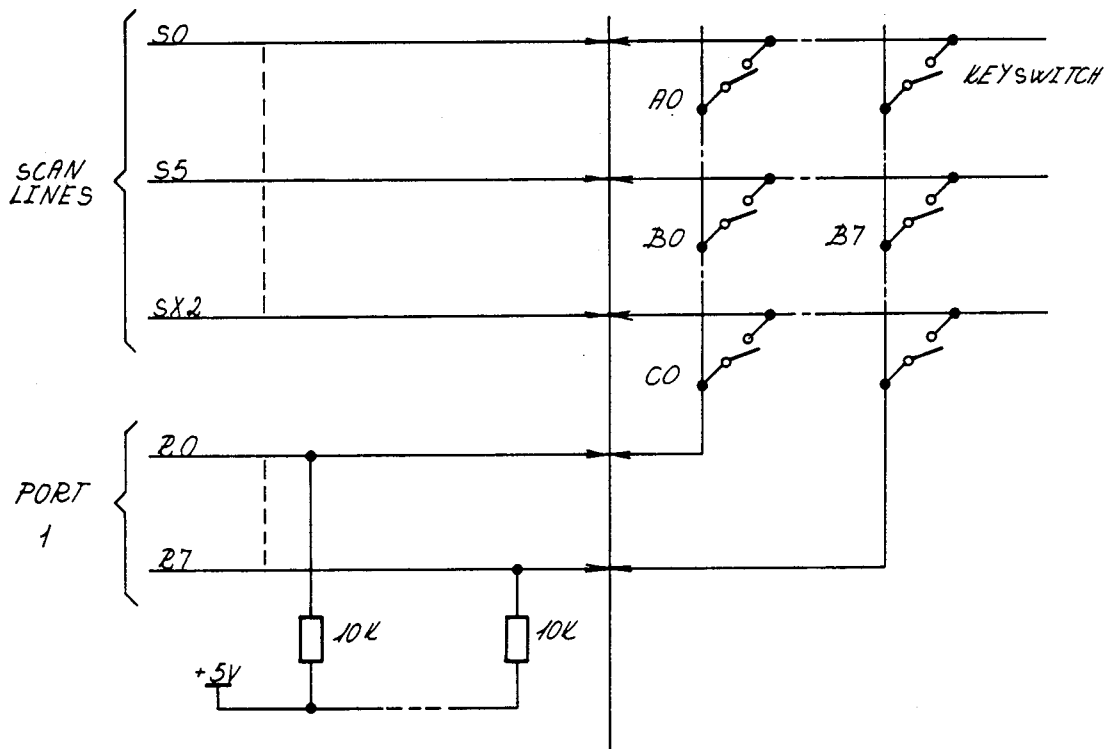 S0
KEYSWITCH
A0
SCAN
LINES
S5
B0
B7
SX2
C0
R0
PORT
1
R7
10K
10K
+5V